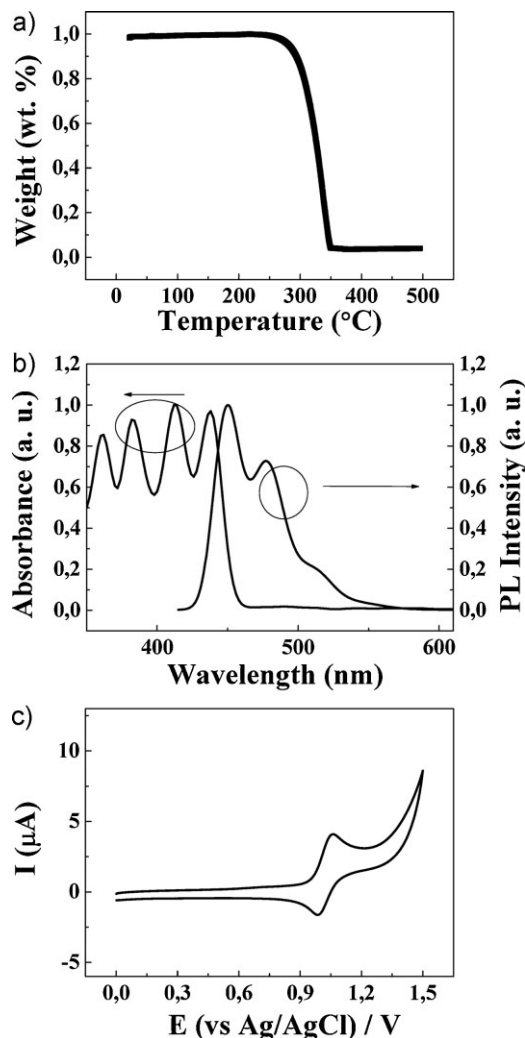 a)
Weight (wt. %)
1,0
0,8
0,6
0,4
0,2
0,0
0 100 200 300 400 500
Temperature (°C)
b)
Absorbance (a. u.)
1,2 1,2
1,0 1,0
0,8 0,8
0,6 0,6
0,4 0,4
0,2 0,2
0,0 0,0
PL Intensity (a. u.)
400 500 600
Wavelength (nm)
c)
I (μA)
10
5
0
-5
0,0 0,3 0,6 0,9 1,2 1,5
E (vs Ag/AgCl) / V